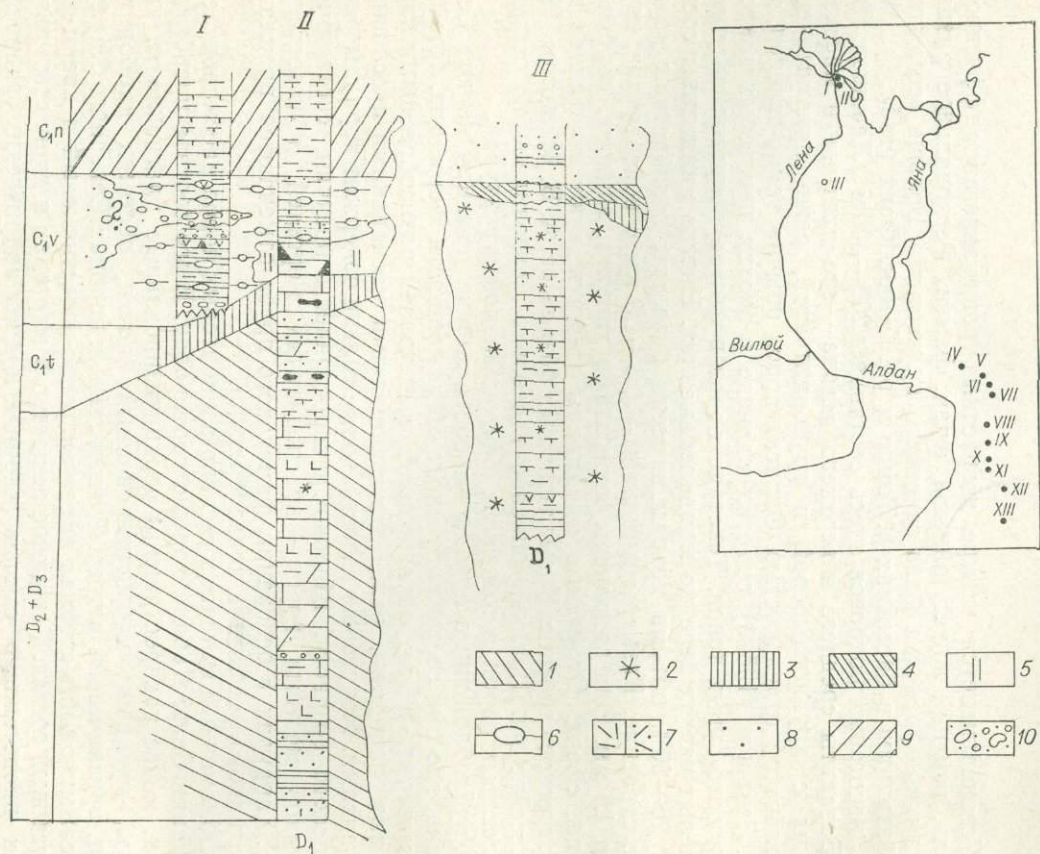 I
II
III
C₁n
C₁v
?
C₁t
D₂ + D₃
D₁
D₁
I
II
III
Лена
Яна
Вилюй
Алдан
IV
V
VI
VII
VIII
IX
X
XI
XII
XIII
1
2
3
4
5
6
7
8
9
10